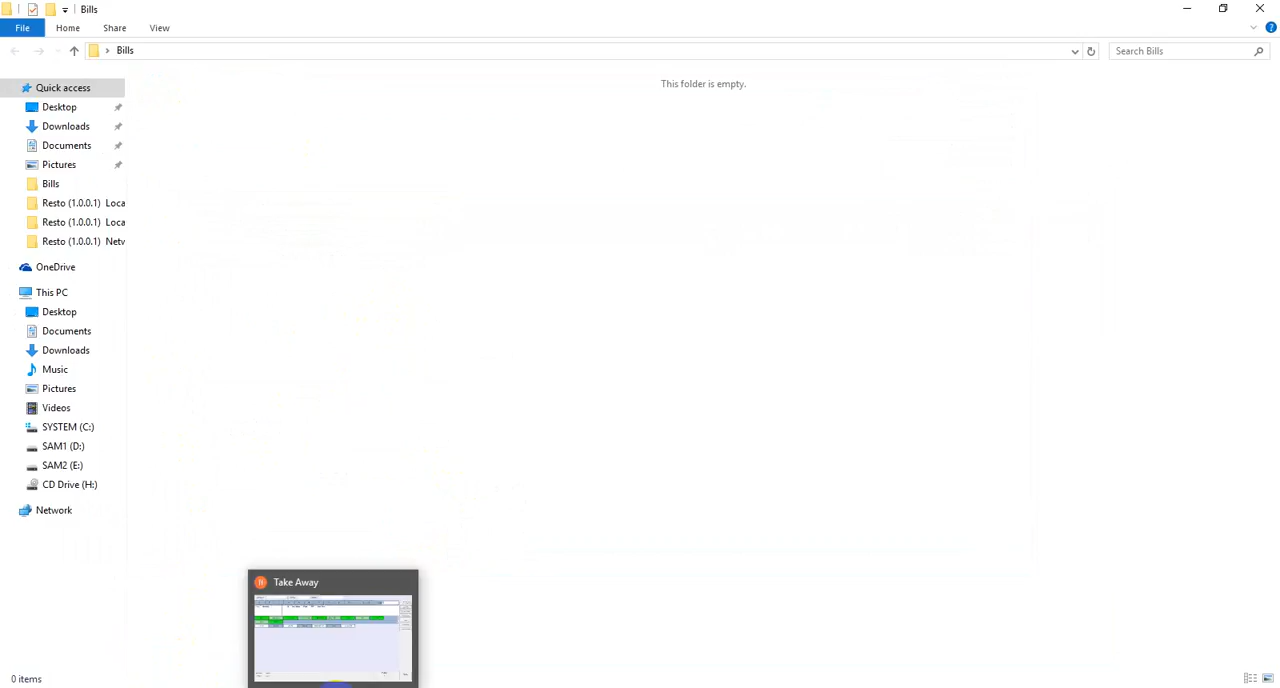 Bills
File Home Share View
Bills
Search Bills
This folder is empty.
Quick access
Desktop
Downloads
Documents
Pictures
Bills
Resto (1.0.0.1) Loca
Resto (1.0.0.1) Loca
Resto (1.0.0.1) Netw
OneDrive
This PC
Desktop
Documents
Downloads
Music
Pictures
Videos
SYSTEM (C:)
SAM1 (D:)
SAM2 (E:)
CD Drive (H:)
Network
Take Away
0 items